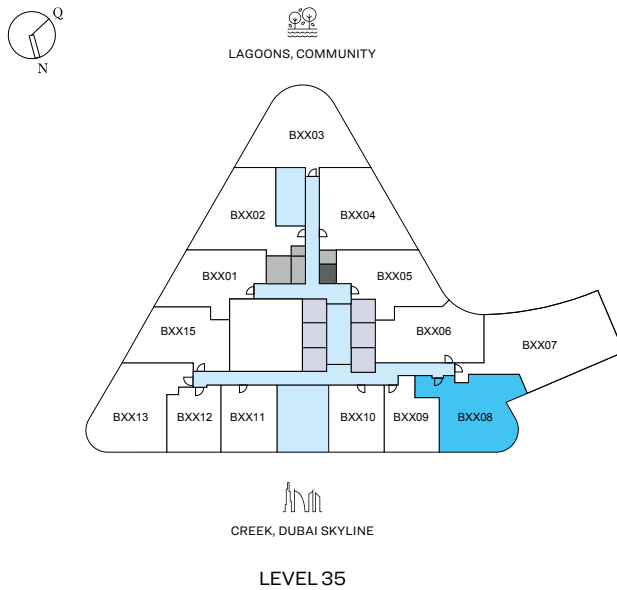 Q
N
LAGOONS, COMMUNITY
BXX03
BXX02
BXX04
BXX01
BXX05
BXX15
BXX06
BXX07
BXX13
BXX12
BXX11
BXX10
BXX09
BXX08
CREEK, DUBAI SKYLINE
LEVEL 35